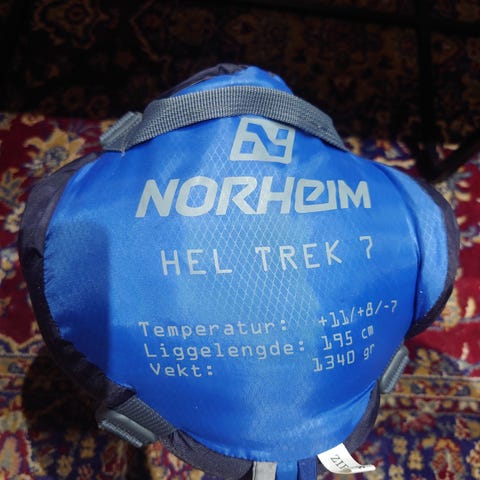 NORHEIM
HEL TREK 7
Temperatur: +11/+8/-7
Liggelengde: 195 cm
Vekt: 1340 gr